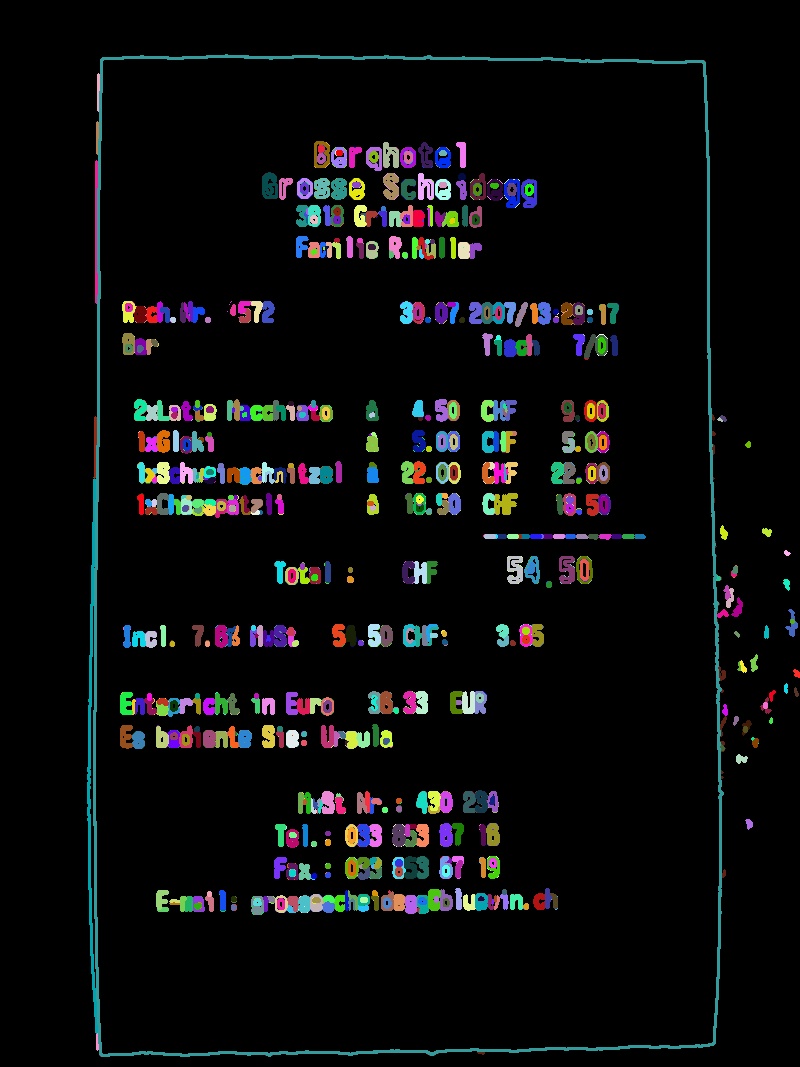 Berghotel
Grosse Scheidegg
3818 Grindelwald
Familie R.Müller
Rech.Nr. 4572 30.07.2007/13:29:17
Bar Tisch 7/01
2xLatte Macchiato à 4.50 CHF 9.00
1xGloki à 5.00 CHF 5.00
1xSchweinschnitzel à 22.00 CHF 22.00
1xChässpätzli à 18.50 CHF 18.50
Total : CHF 54.50
Incl. 7.6% MwSt 54.50 CHF: 3.85
Entspricht in Euro 36.33 EUR
Es bediente Sie: Ursula
MwSt Nr. : 430 234
Tel. : 033 853 67 16
Fax. : 033 853 67 19
E-mail: grossescheidegg@bluewin.ch